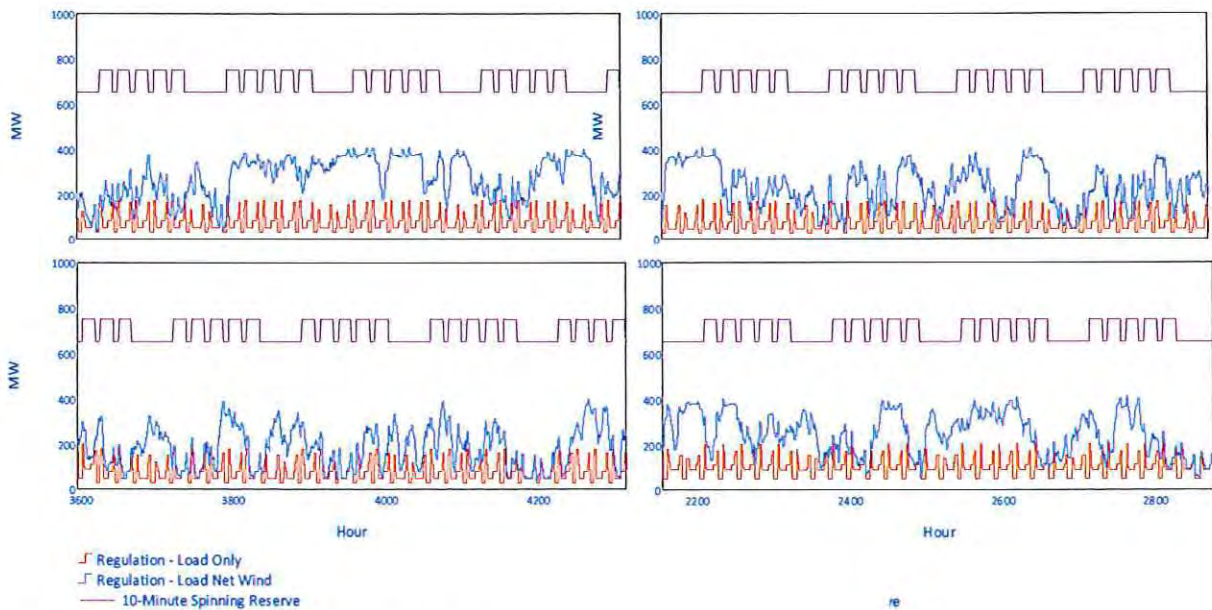 1000 1000
800 800
600 600
MW MW
400 400
200 200
0 0
1000 1000
800 800
600 600
MW
400 400
200 200
0 0
3600 3800 4000 4200 2200 2400 2600 2800
Hour Hour
Regulation - Load Only
Regulation - Load Net Wind
10-Minute Spinning Reserve re